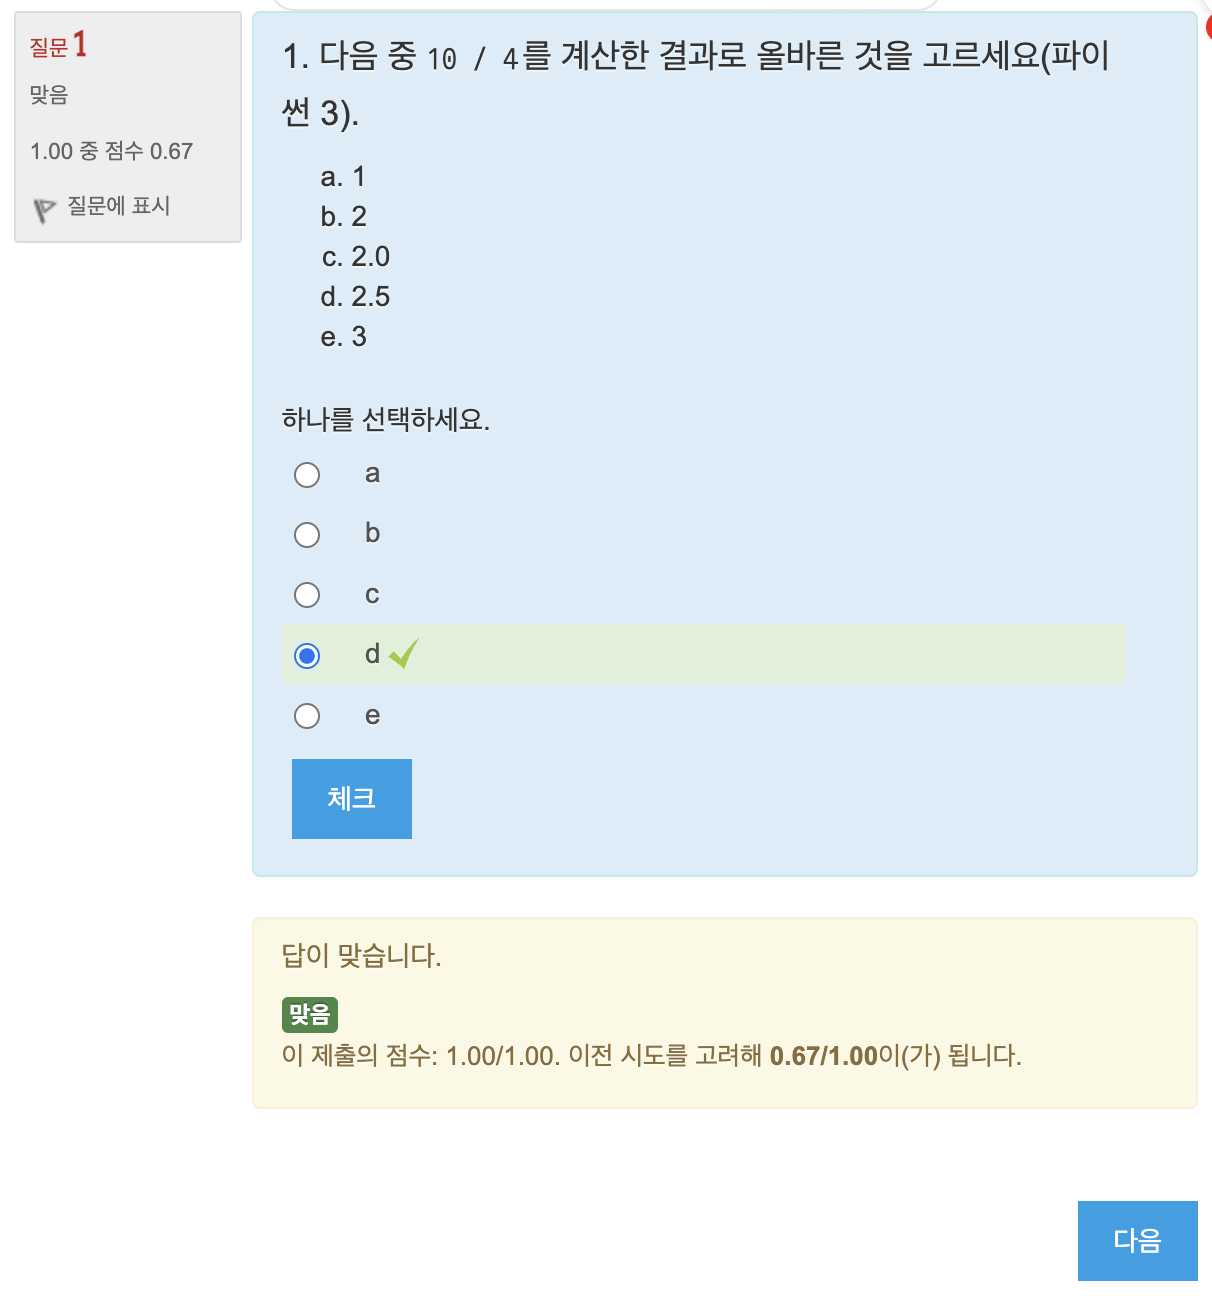 질문 1
맞음
1.00 중 점수 0.67
질문에 표시
1. 다음 중 10 / 4를 계산한 결과로 올바른 것을 고르세요(파이
썬 3).
a. 1
b. 2
c. 2.0
d. 2.5
e. 3
하나를 선택하세요.
a
b
c
d
e
체크
답이 맞습니다.
맞음
이 제출의 점수: 1.00/1.00. 이전 시도를 고려해 0.67/1.00이(가) 됩니다.
다음